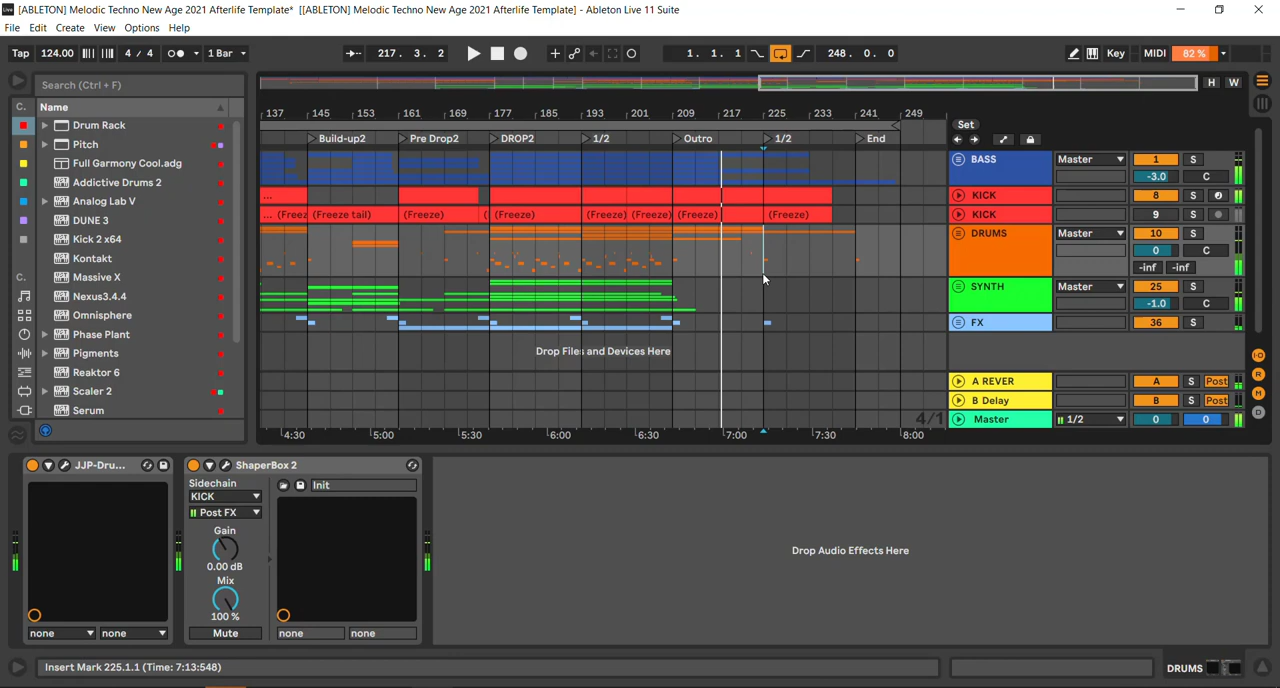 [ABLETON] Melodic Techno New Age 2021 Afterlife Template* [[ABLETON] Melodic Techno New Age 2021 Afterlife Template] - Ableton Live 11 Suite
File Edit Create View Options Help
Tap 124.00 4 / 4 1 Bar 217. 3. 2 1. 1. 1 248. 0. 0 Key MIDI 82 %
Search (Ctrl + F) H W
C. Name 137 145 153 161 169 177 185 193 201 209 217 225 233 241 249
Drum Rack Set
Pitch Build-up2 Pre Drop2 DROP2 1/2 Outro 1/2 End
Full Garmony Cool.adg BASS Master 1 S
-3.0 C
Addictive Drums 2
Analog Lab V ... KICK 8 S
DUNE 3 ... (Freez (Freeze tail) (Freeze) ( (Freeze) (Freeze) (Freeze) (Freeze) (Freeze) KICK 9 S
Kick 2 x64 DRUMS Master 10 S
Kontakt 0 C
-inf -inf
C. Massive X
Nexus3.4.4 SYNTH Master 25 S
Omnisphere -1.0 C
Phase Plant FX 36 S
Pigments Drop Files and Devices Here
Reaktor 6 A REVER A S Post
Scaler 2 B Delay B S Post
Serum 4/1 Master 1/2 0 0
4:30 5:00 5:30 6:00 6:30 7:00 7:30 8:00
JJP-Dru... ShaperBox 2
Sidechain
KICK Init
Post FX
Gain
0.00 dB Drop Audio Effects Here
Mix
100 %
none none Mute none none
Insert Mark 225.1.1 (Time: 7:13:548) DRUMS